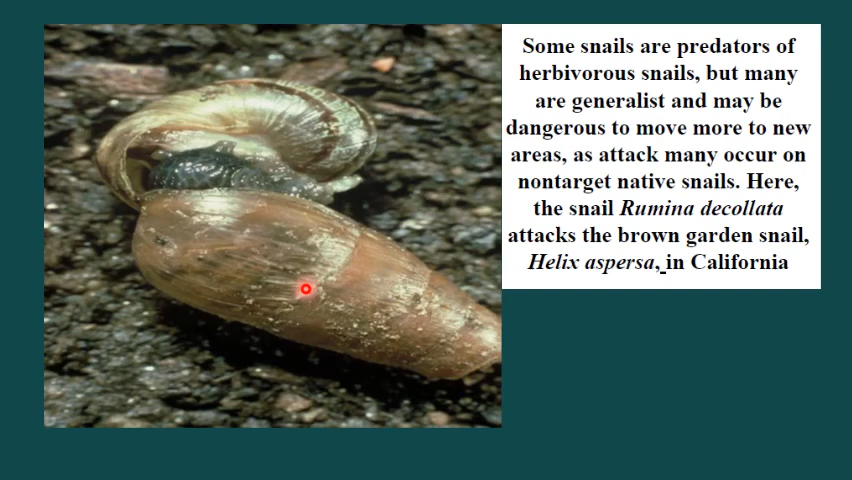 Some snails are predators of
herbivorous snails, but many
are generalist and may be
dangerous to move more to new
areas, as attack many occur on
nontarget native snails. Here,
the snail Rumina decollata
attacks the brown garden snail,
Helix aspersa, in California